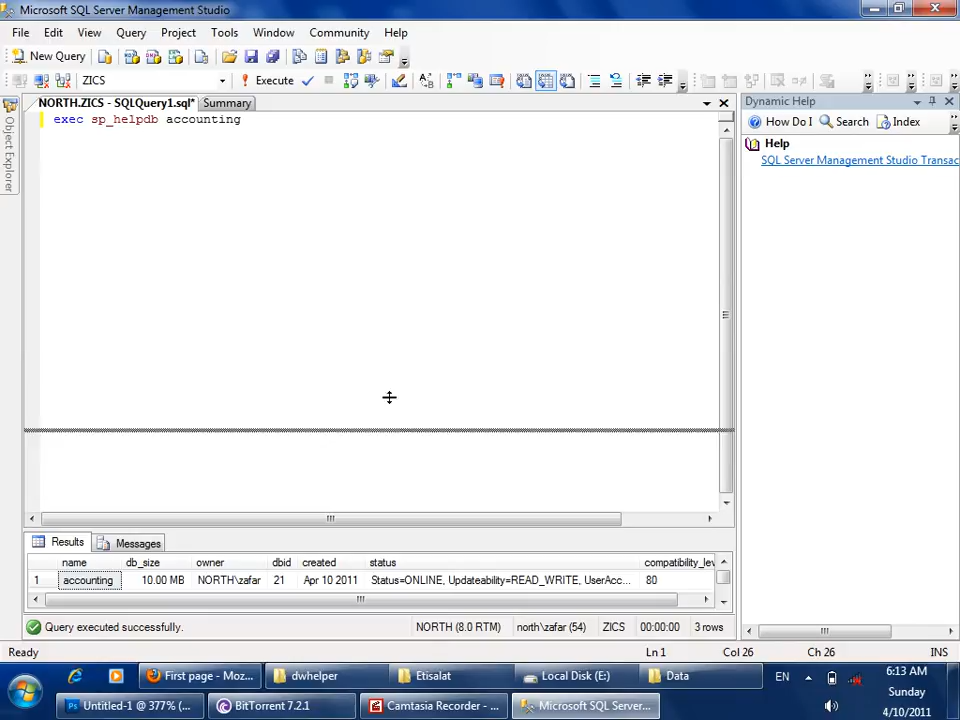 Microsoft SQL Server Management Studio
File Edit View Query Project Tools Window Community Help
New Query
ZICS Execute
NORTH.ZICS - SQLQuery1.sql* Summary
Dynamic Help
exec sp_helpdb accounting
How Do I Search Index
Help
SQL Server Management Studio Transac
Object Explorer
Results Messages
name db_size owner dbid created status compatibility_lev
1 accounting 10.00 MB NORTH\zafar 21 Apr 10 2011 Status=ONLINE, Updateability=READ_WRITE, UserAcc... 80
Query executed successfully. NORTH (8.0 RTM) north\zafar (54) ZICS 00:00:00 3 rows
Ready Ln 1 Col 26 Ch 26 INS
First page - Moz... dwhelper Etisalat Local Disk (E:) Data EN 6:13 AM
Sunday
Untitled-1 @ 377% (... BitTorrent 7.2.1 Camtasia Recorder - ... Microsoft SQL Server... 4/10/2011